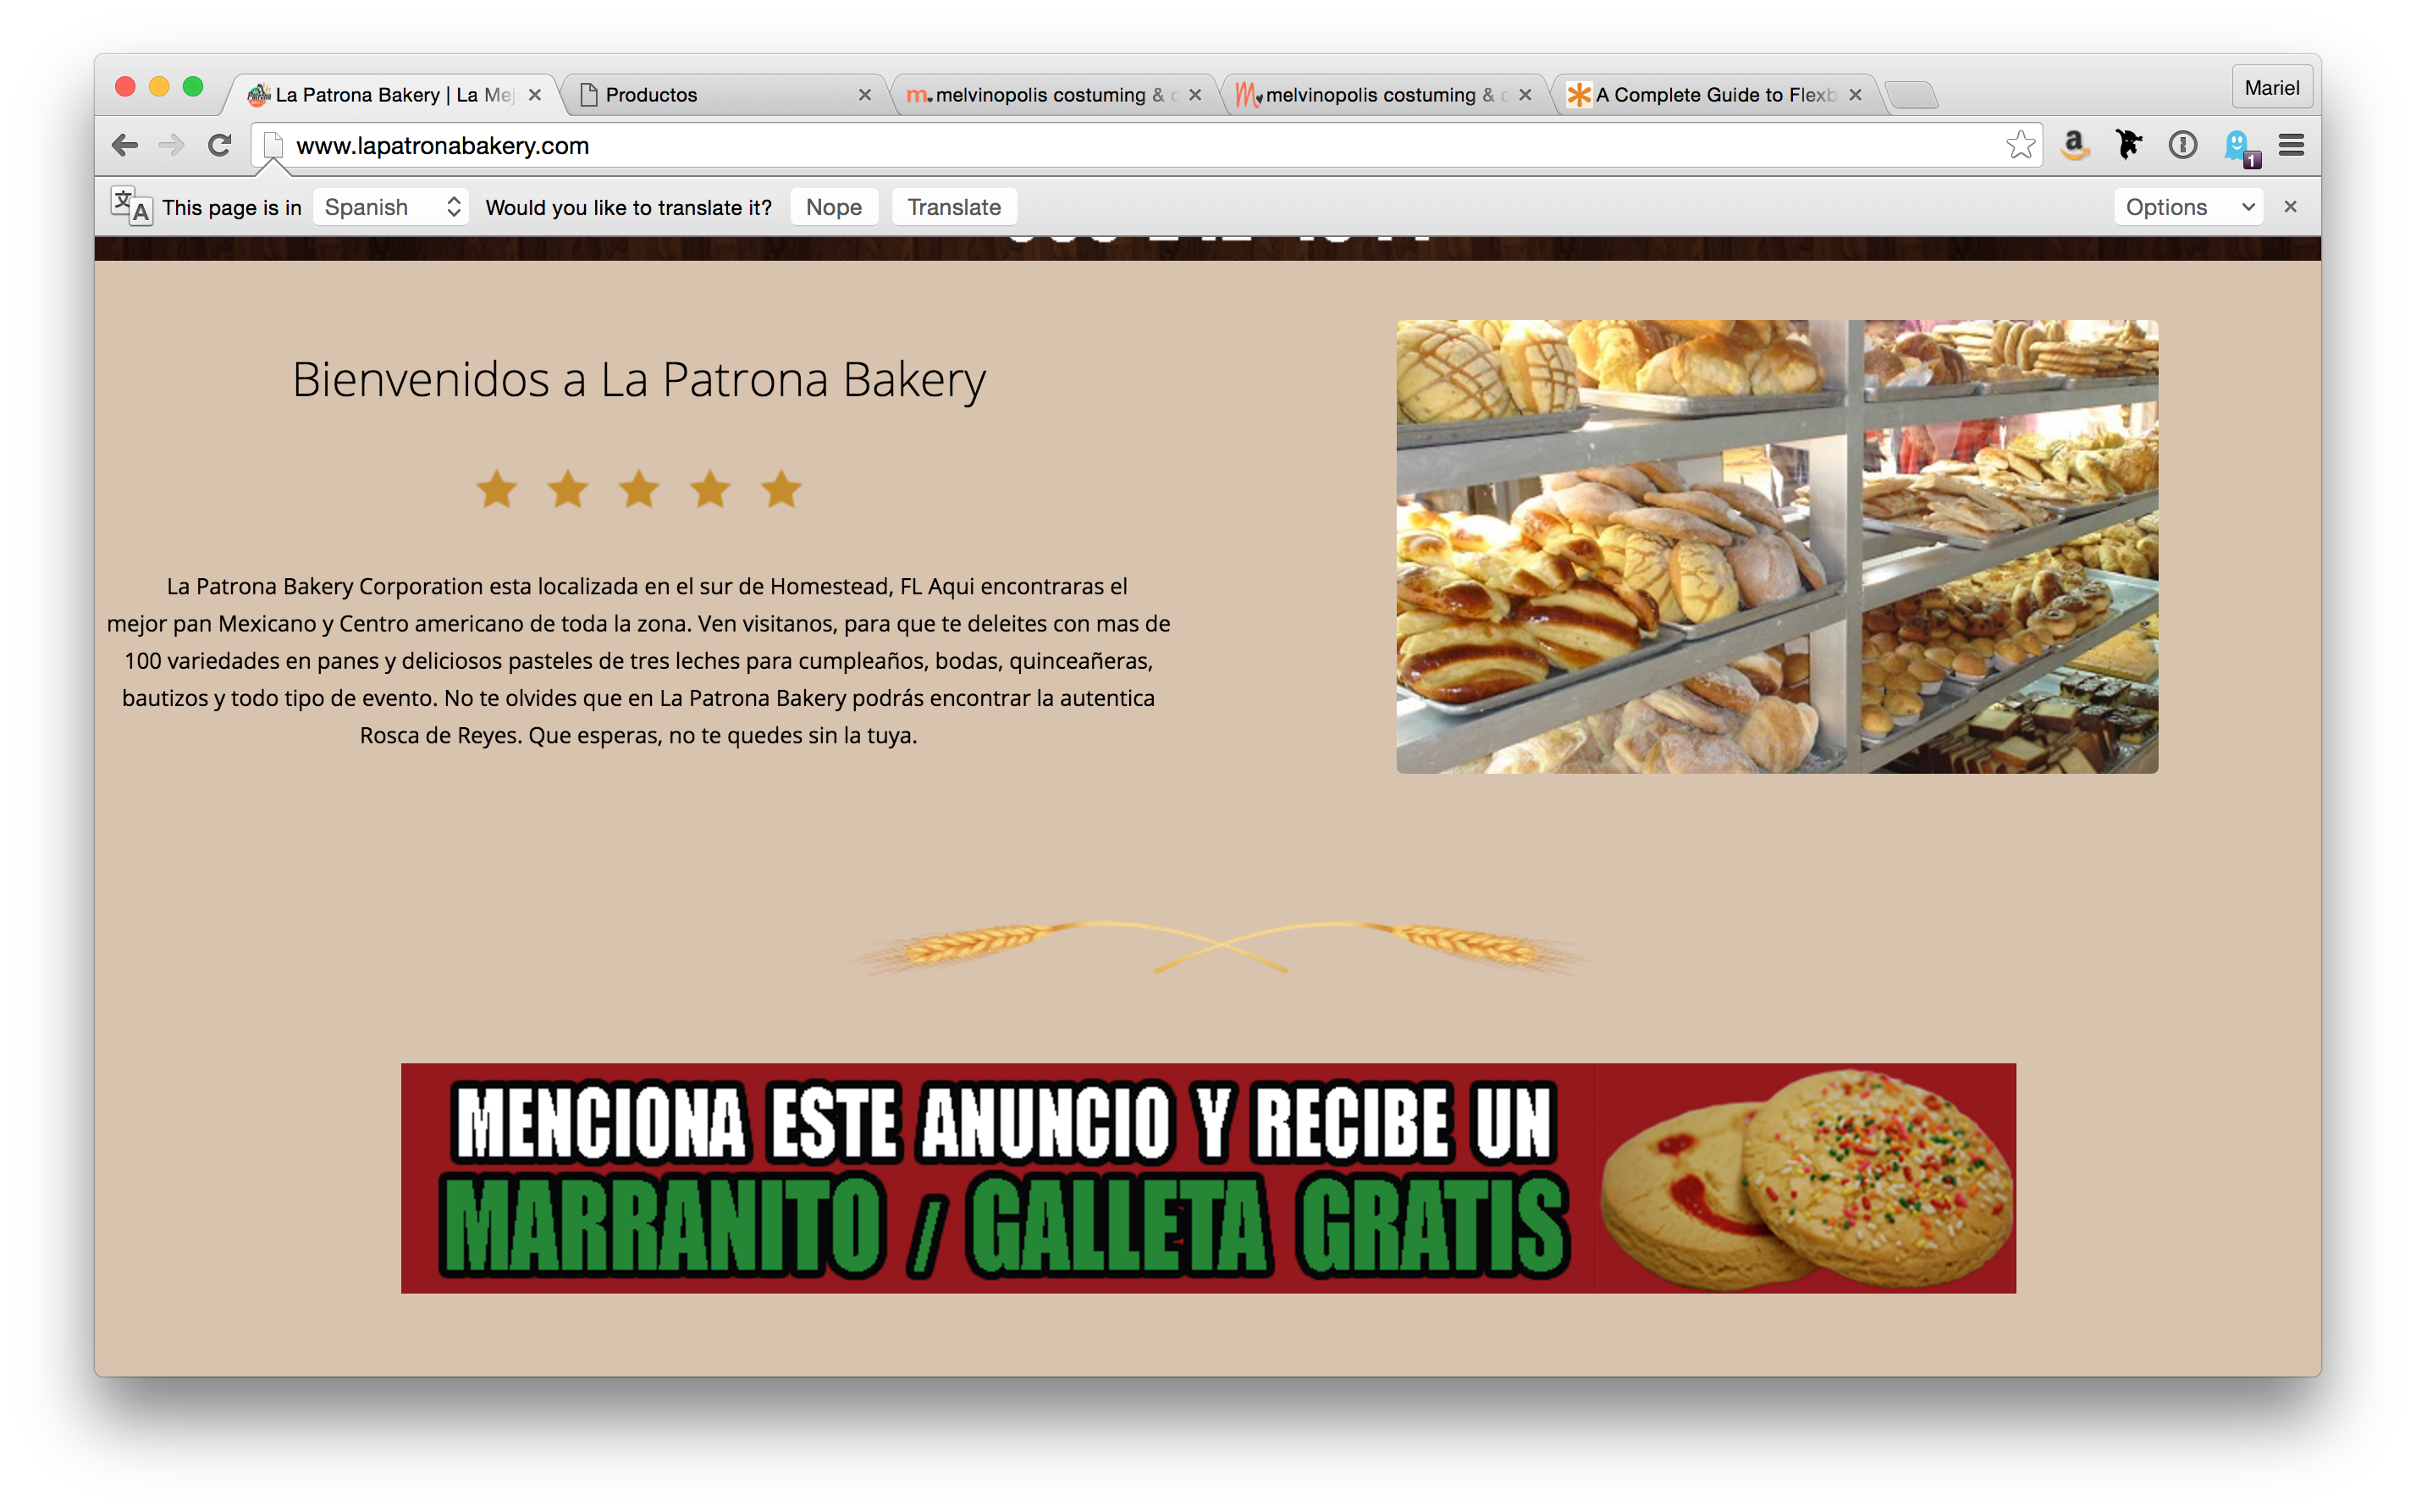 La Patrona Bakery | La Mej
Productos
melvinopolis costuming &
melvinopolis costuming &
A Complete Guide to Flexb
Mariel
www.lapatronabakery.com
1
This page is in Spanish Would you like to translate it? Nope Translate Options
Bienvenidos a La Patrona Bakery
La Patrona Bakery Corporation esta localizada en el sur de Homestead, FL Aqui encontraras el
mejor pan Mexicano y Centro americano de toda la zona. Ven visitanos, para que te deleites con mas de
100 variedades en panes y deliciosos pasteles de tres leches para cumpleaños, bodas, quinceañeras,
bautizos y todo tipo de evento. No te olvides que en La Patrona Bakery podrás encontrar la autentica
Rosca de Reyes. Que esperas, no te quedes sin la tuya.
MENCIONA ESTE ANUNCIO Y RECIBE UN
MARRANITO / GALLETA GRATIS